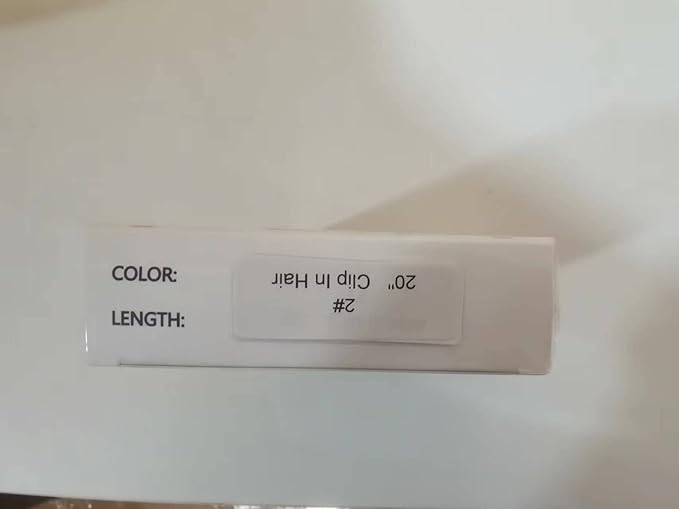 COLOR:
LENGTH:
2#
20" Clip In Hair